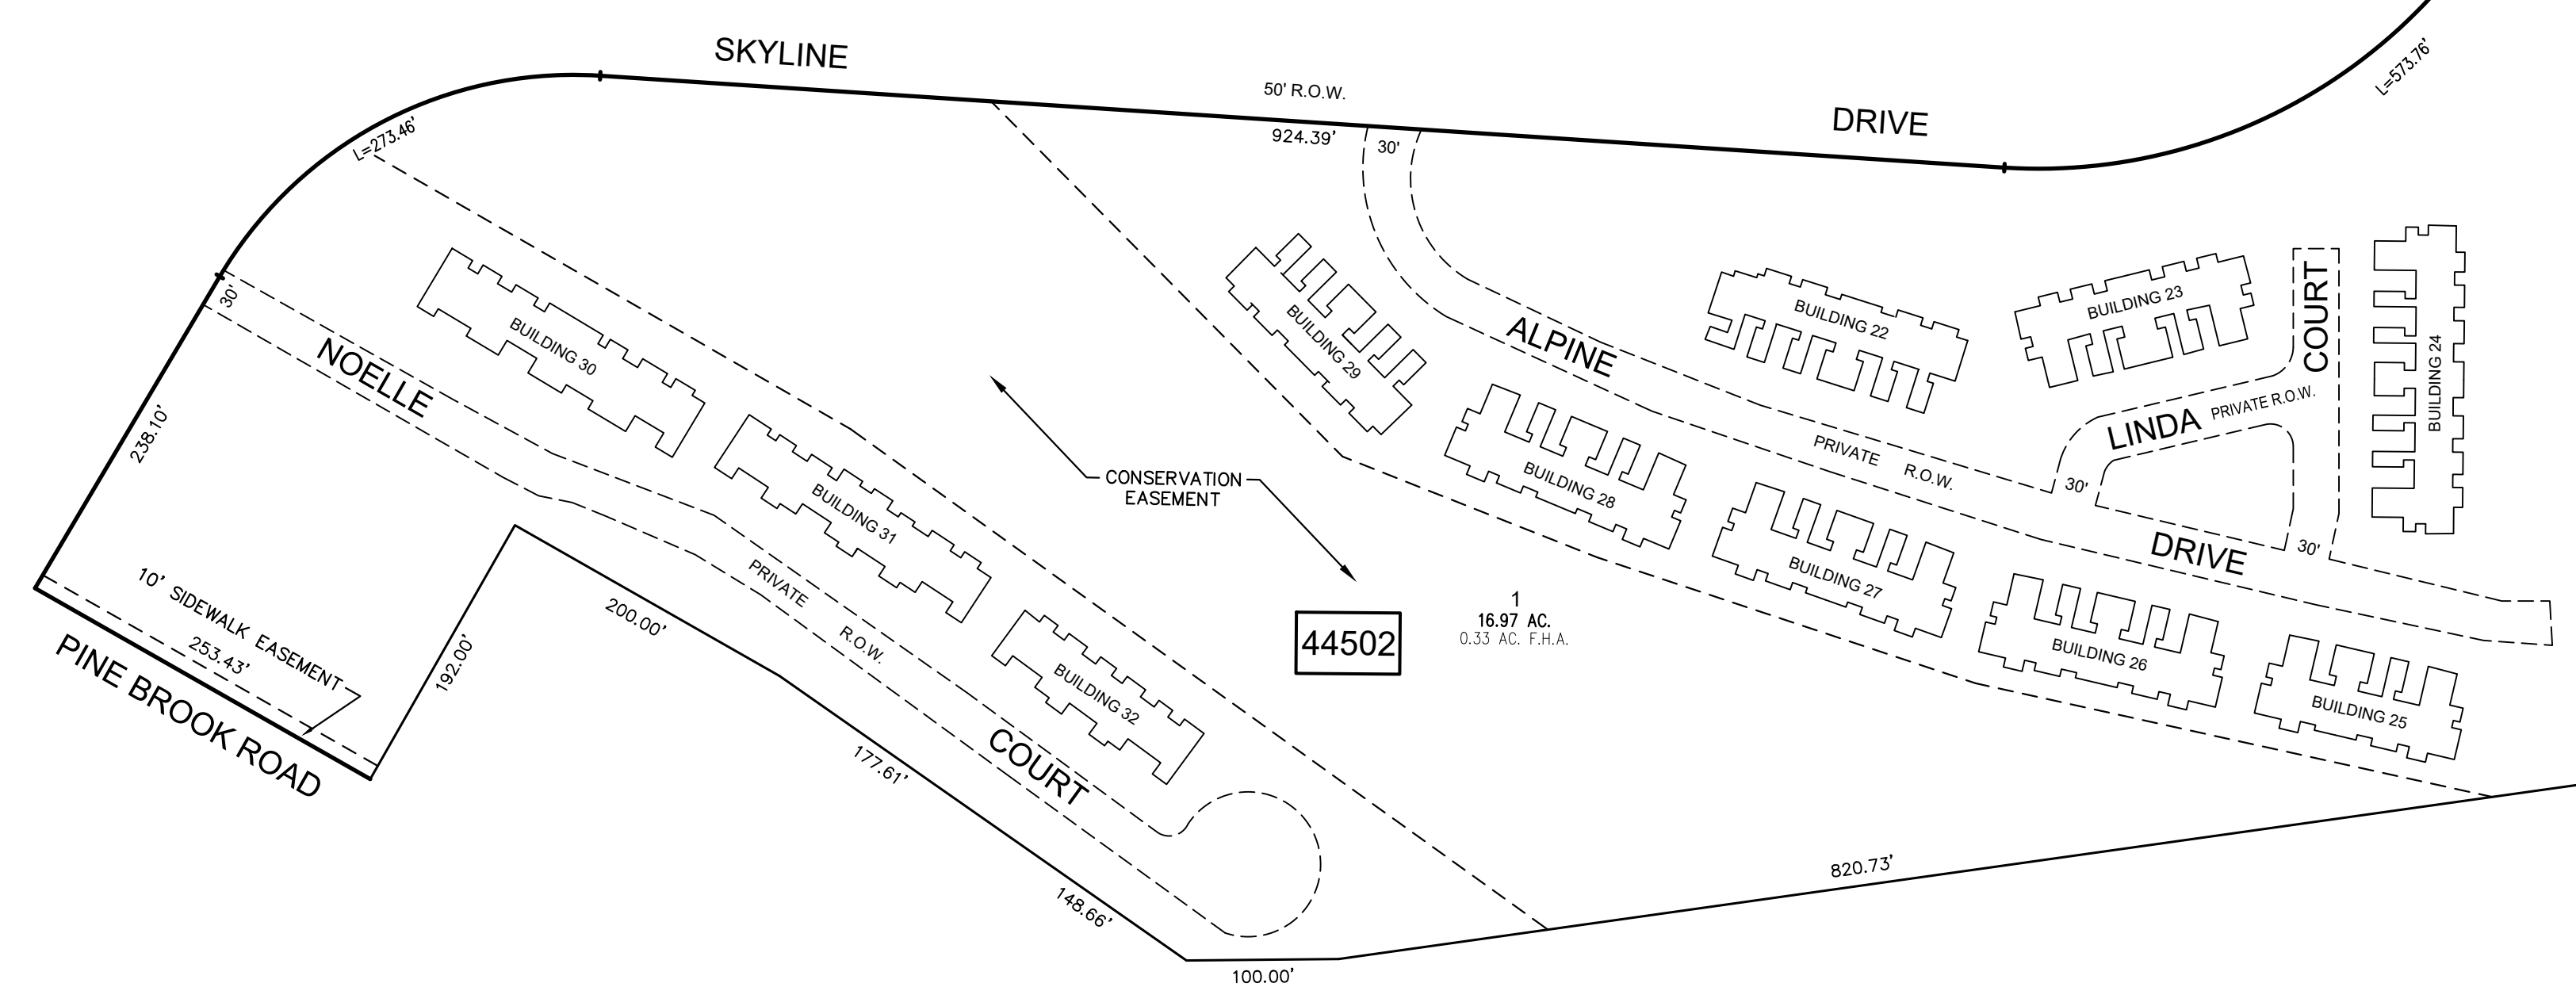 SKYLINE
50' R.O.W.
924.39'
DRIVE
L=573.76'
L=273.46'
30'
30'
BUILDING 30
NOELLE
BUILDING 29
ALPINE
BUILDING 22
BUILDING 23
COURT
BUILDING 24
LINDA PRIVATE R.O.W.
PRIVATE R.O.W.
30'
30'
DRIVE
238.10'
BUILDING 31
CONSERVATION
EASEMENT
BUILDING 28
BUILDING 27
BUILDING 26
BUILDING 25
10' SIDEWALK EASEMENT
253.43'
PINE BROOK ROAD
192.00'
200.00'
PRIVATE R.O.W.
BUILDING 32
COURT
44502
1
16.97 AC.
0.33 AC. F.H.A.
177.61'
148.66'
100.00'
820.73'